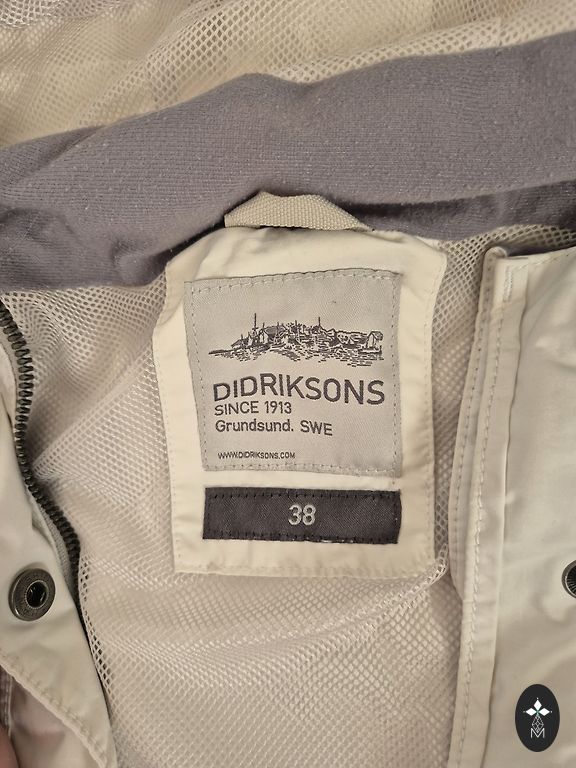 DIDRIKSONS
SINCE 1913
Grundsund. SWE
WWW.DIDRIKSONS.COM
38
M